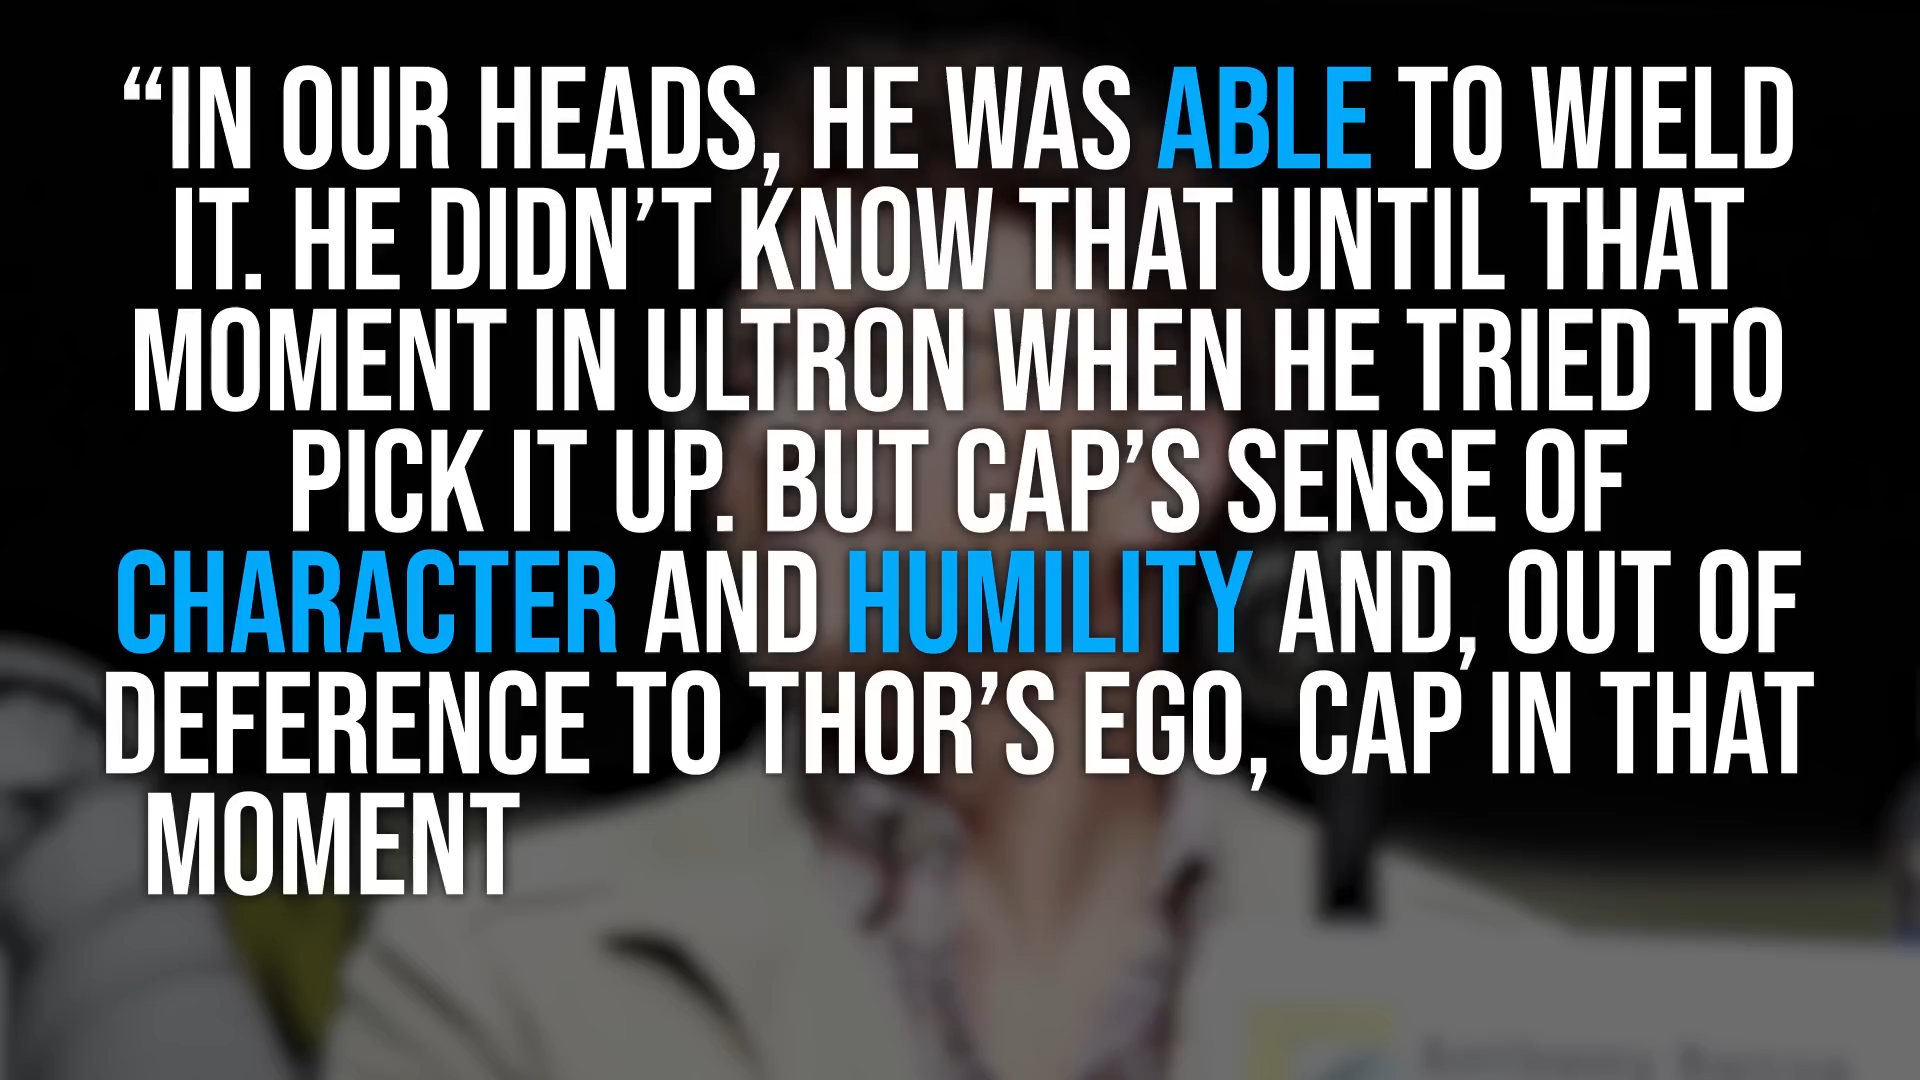 “IN OUR HEADS, HE WAS ABLE TO WIELD
IT. HE DIDN’T KNOW THAT UNTIL THAT
MOMENT IN ULTRON WHEN HE TRIED TO
PICK IT UP. BUT CAP’S SENSE OF
CHARACTER AND HUMILITY AND, OUT OF
DEFERENCE TO THOR’S EGO, CAP IN THAT
MOMENT